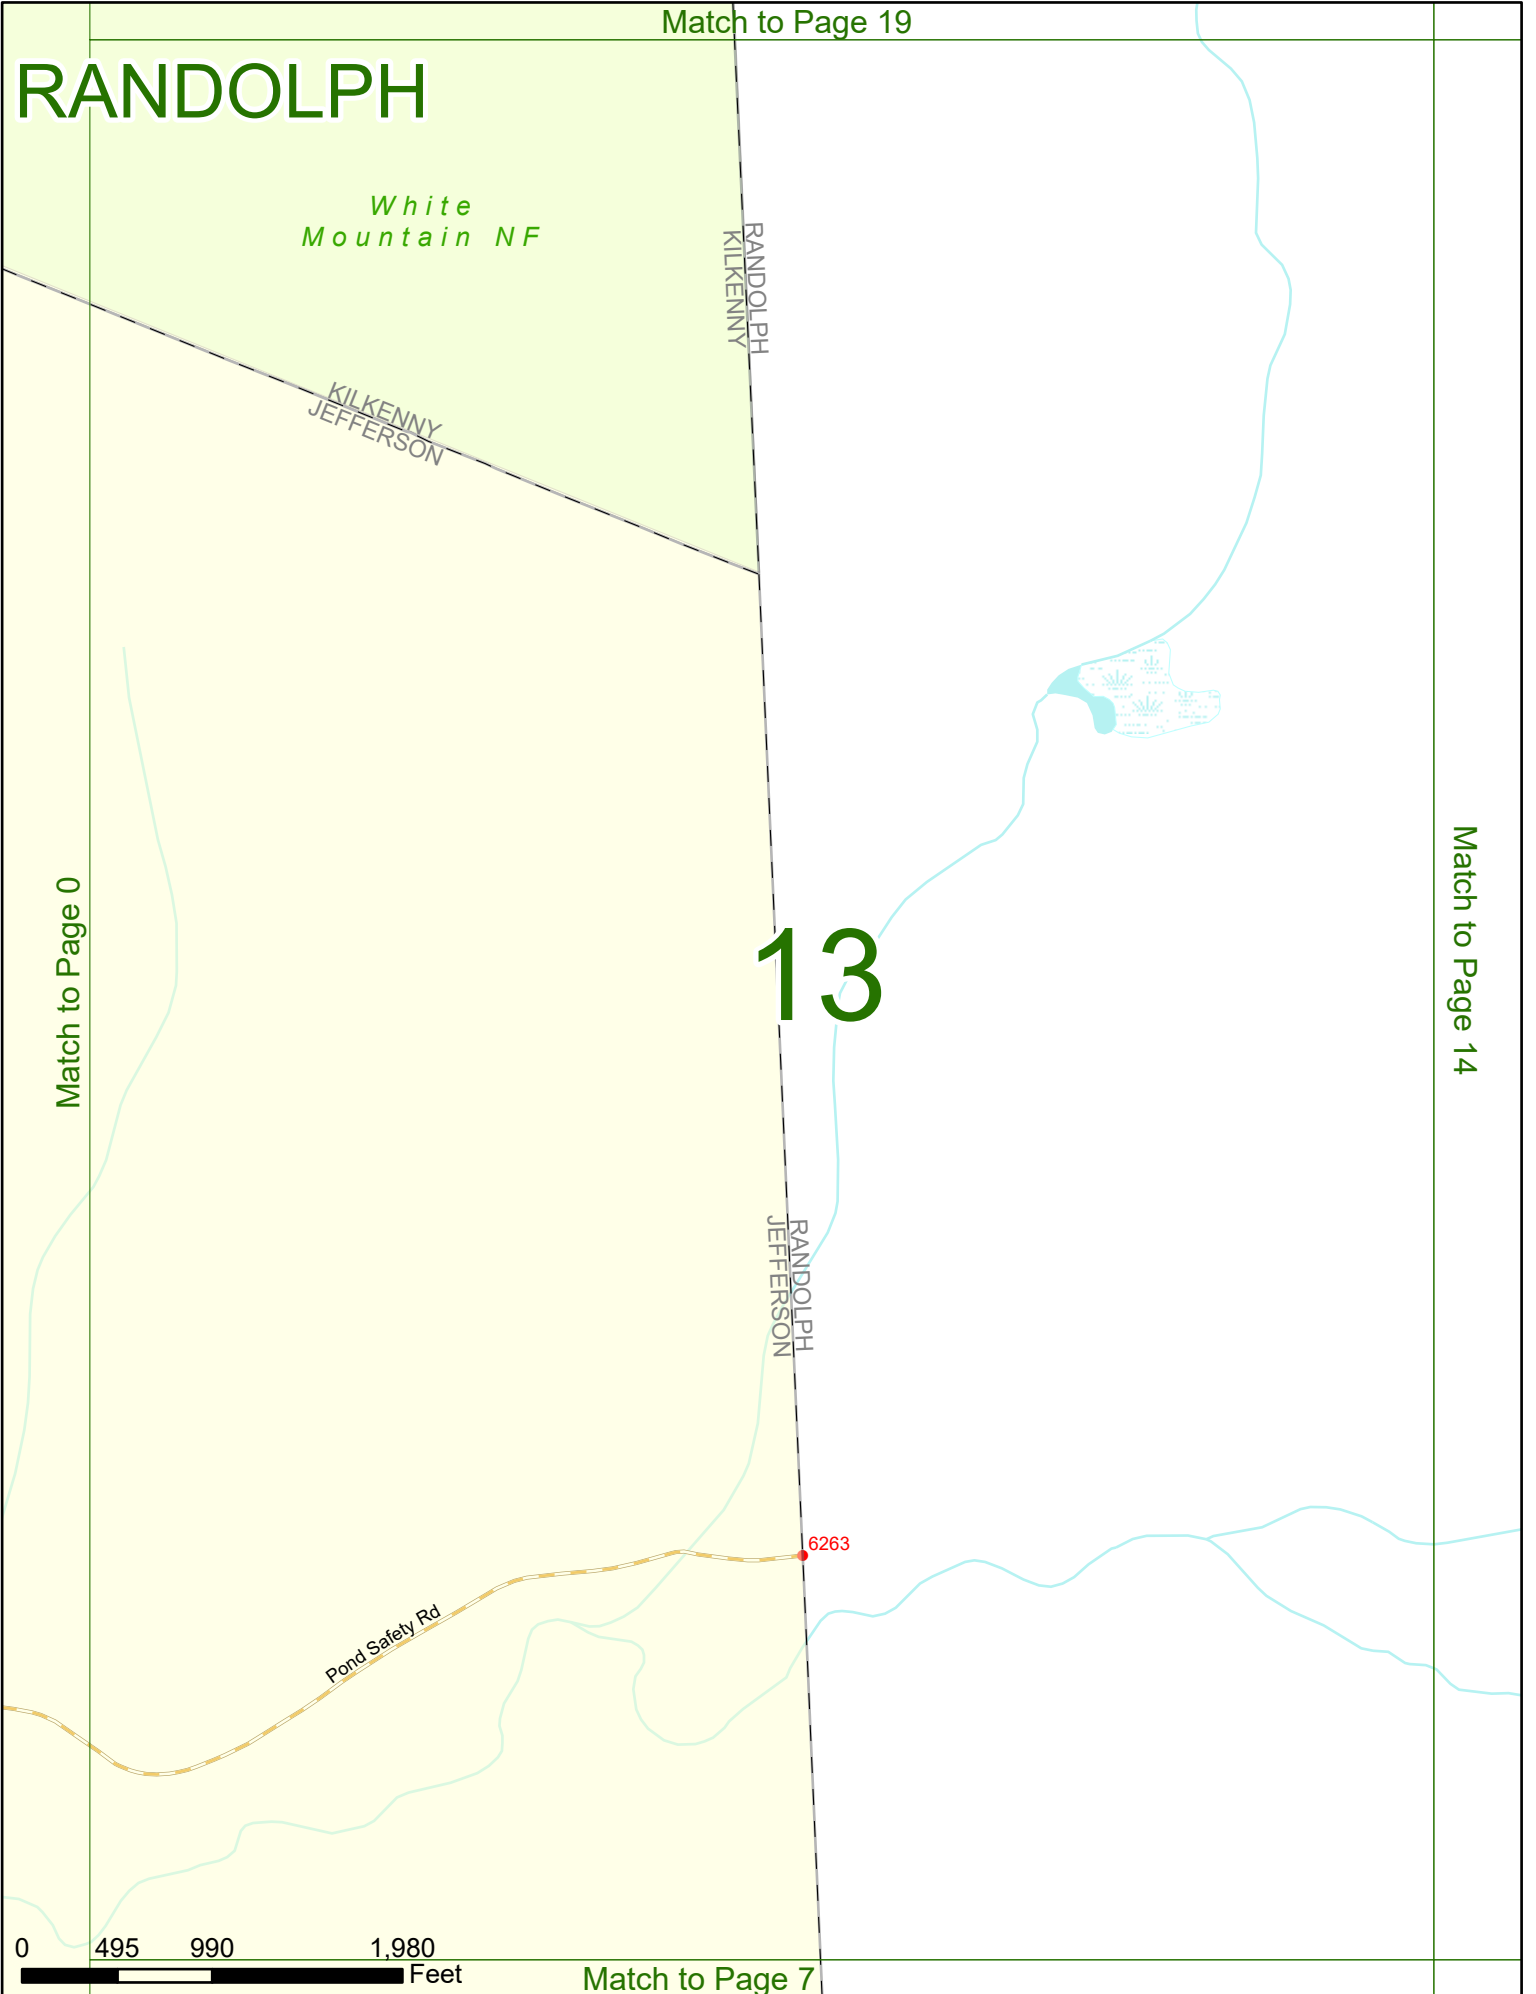 Match to Page 19
RANDOLPH
White
Mountain NF
RANDOLPH
KILKENNY
KILKENNY
JEFFERSON
Match to Page 0
13
Match to Page 14
RANDOLPH
JEFFERSON
6263
Pond Safety Rd
0 495 990 1,980
Feet
Match to Page 7